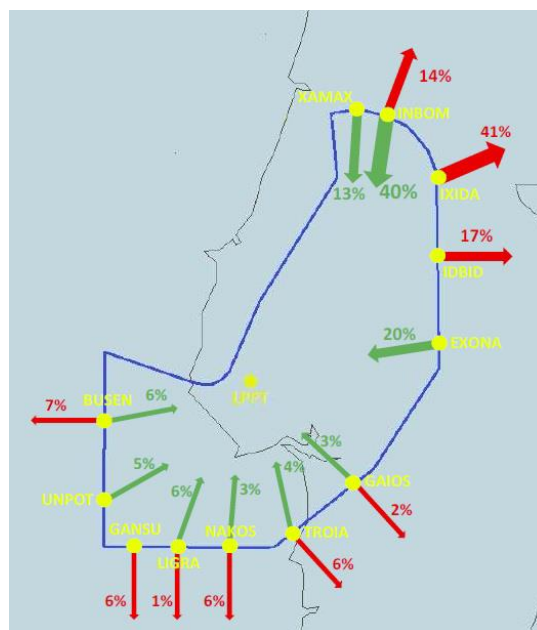 XAMAX
INBOM
14%
41%
IXIDA
13%
40%
17%
IDBID
20%
EXONA
LPPT
BUSEN
6%
7%
3%
5%
4%
GAIOS
UNPOT
6%
3%
2%
GANSU
NAKOS
TROIA
LIGRA
6%
6%
1%
6%